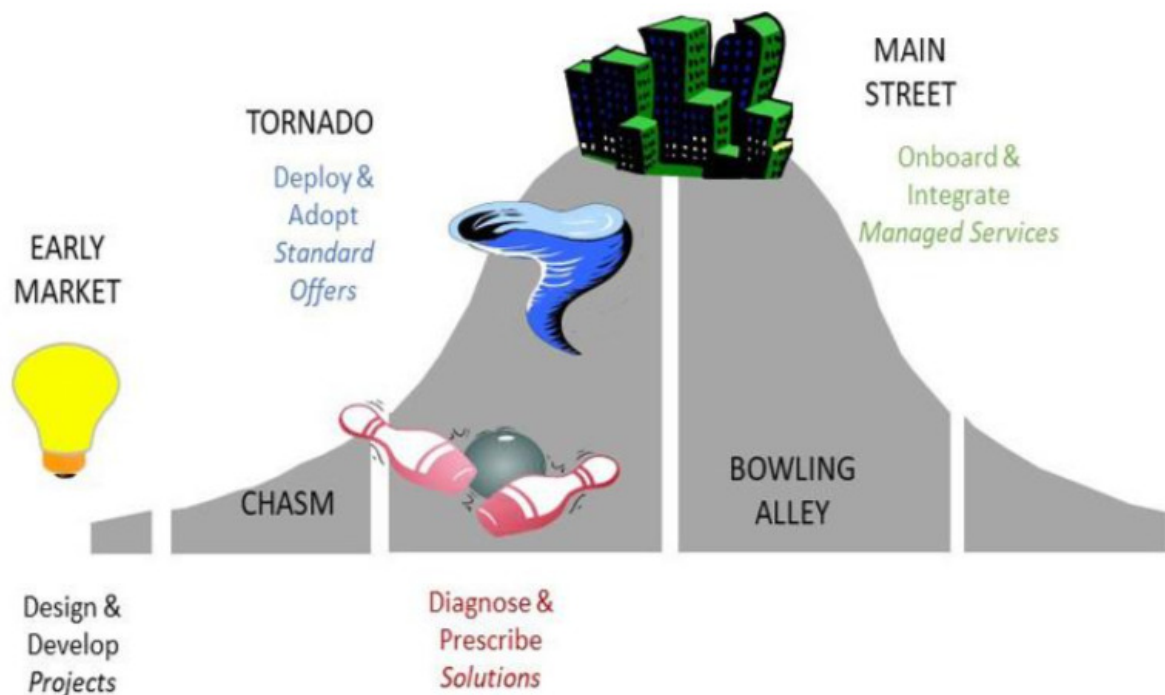 MAIN
STREET
TORNADO
Deploy &
Adopt
Standard
Offers
Onboard &
Integrate
Managed Services
EARLY
MARKET
CHASM
BOWLING
ALLEY
Design &
Develop
Projects
Diagnose &
Prescribe
Solutions